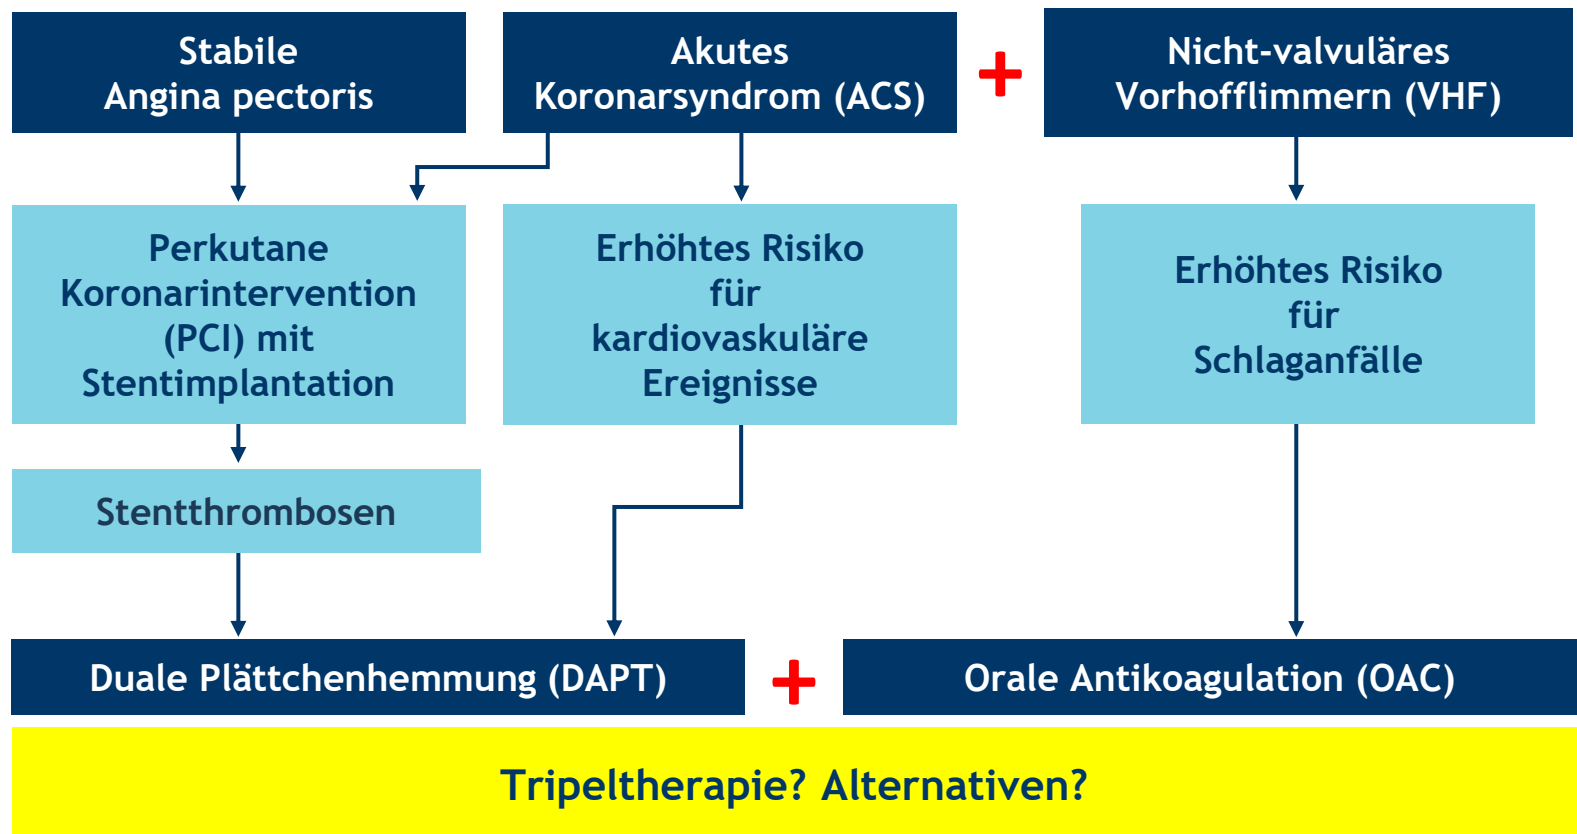 Stabile
Angina pectoris
Akutes
Koronarsyndrom (ACS)
+
Nicht-valvuläres
Vorhofflimmern (VHF)
Perkutane
Koronarintervention
(PCI) mit
Stentimplantation
Erhöhtes Risiko
für
kardiovaskuläre
Ereignisse
Erhöhtes Risiko
für
Schlaganfälle
Stentthrombosen
Duale Plättchenhemmung (DAPT)
+
Orale Antikoagulation (OAC)
Tripeltherapie? Alternativen?